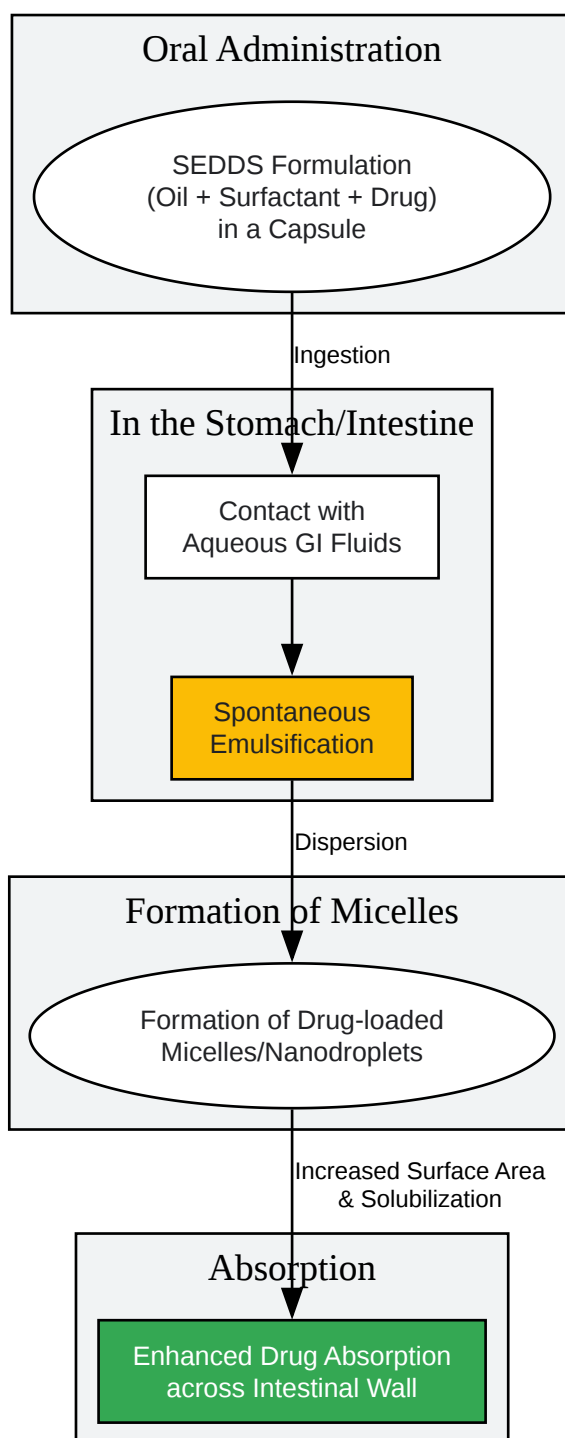 Oral Administration
SEDDS Formulation
(Oil + Surfactant + Drug)
in a Capsule
Ingestion
In the Stomach/Intestine
Contact with
Aqueous GI Fluids
Spontaneous
Emulsification
Dispersion
Formation of Micelles
Formation of Drug-loaded
Micelles/Nanodroplets
Increased Surface Area
& Solubilization
Absorption
Enhanced Drug Absorption
across Intestinal Wall